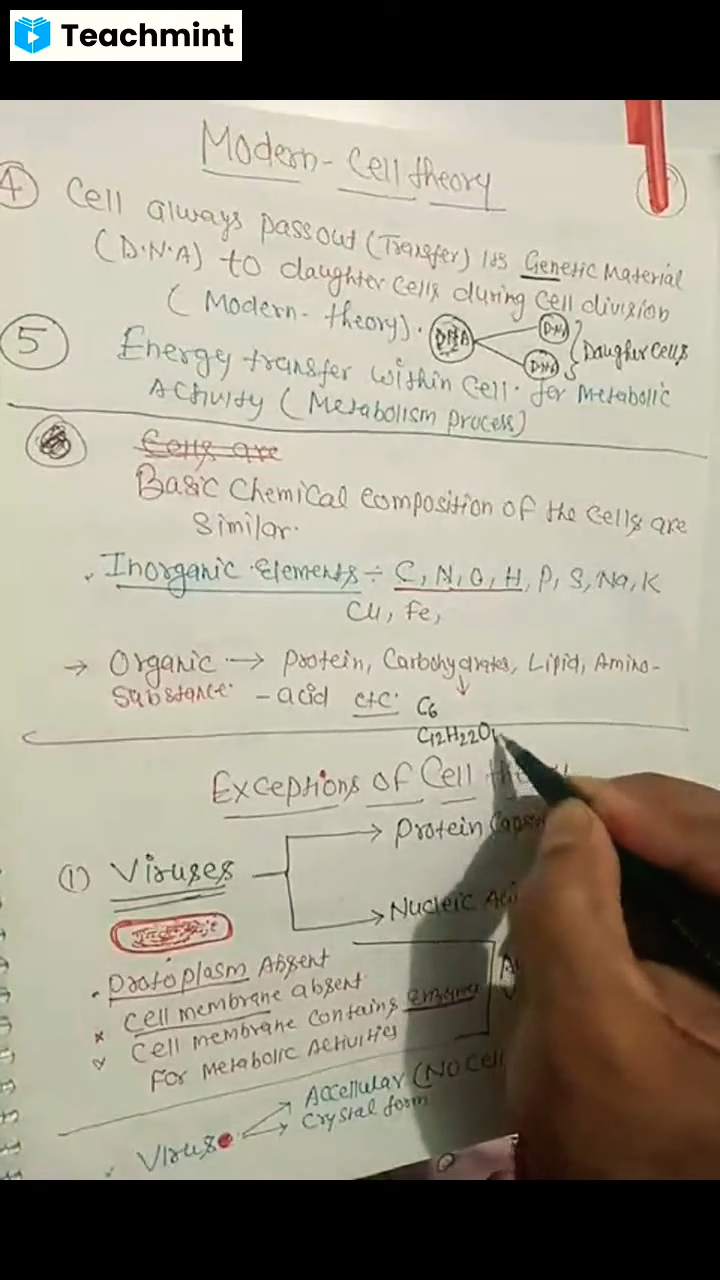 Teachmint
Modern-Cell theory
4 Cell always passout (Transfer) its Genetic Material
(D.N.A) to daughter cells during cell division
(Modern-theory).
DNA
DNA
DNA
Daugher cells
5 Energy transfer within cell. for Metabolic
Activity (Metabolism process)
Cells are
Basic Chemical composition of the cells are
Similar.
Inorganic Elements ÷ C, N, O, H, P, S, Na, K
Cu, Fe,
→ Organic → Protein, Carbohydrates, Lipid, Amino-
Substance - acid etc. C6
C12H22O
Exceptions of Cell
(1) Viruses → Protein
→ Nucleic
Protoplasm Absent
× Cell membrane absent
Cell membrane contains Enzymes
for Metabolic Activities
Virus → Accellular (No Cell
→ Crystal form